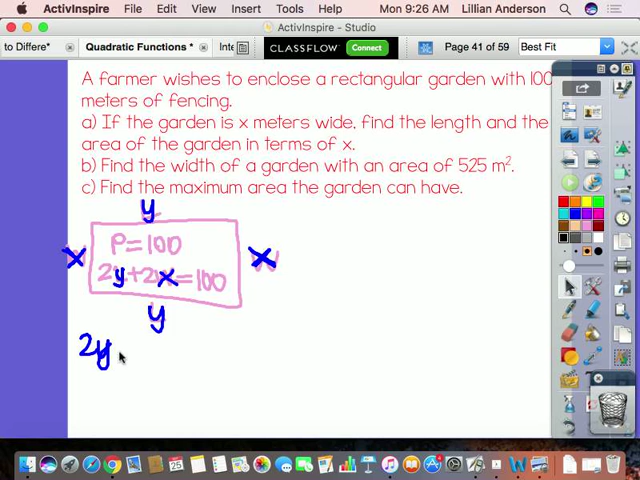 ActivInspire File Edit View Insert Tools Help Mon 9:26 AM Lillian Anderson
ActivInspire - Studio
to Differe* Quadratic Functions * Inte CLASSFLOW Connect Page 41 of 59 Best Fit
A farmer wishes to enclose a rectangular garden with 100
meters of fencing.
a) If the garden is x meters wide, find the length and the
area of the garden in terms of x.
b) Find the width of a garden with an area of 525 m².
c) Find the maximum area the garden can have.
y
P=100
x x
2y+2x=100
y
2y